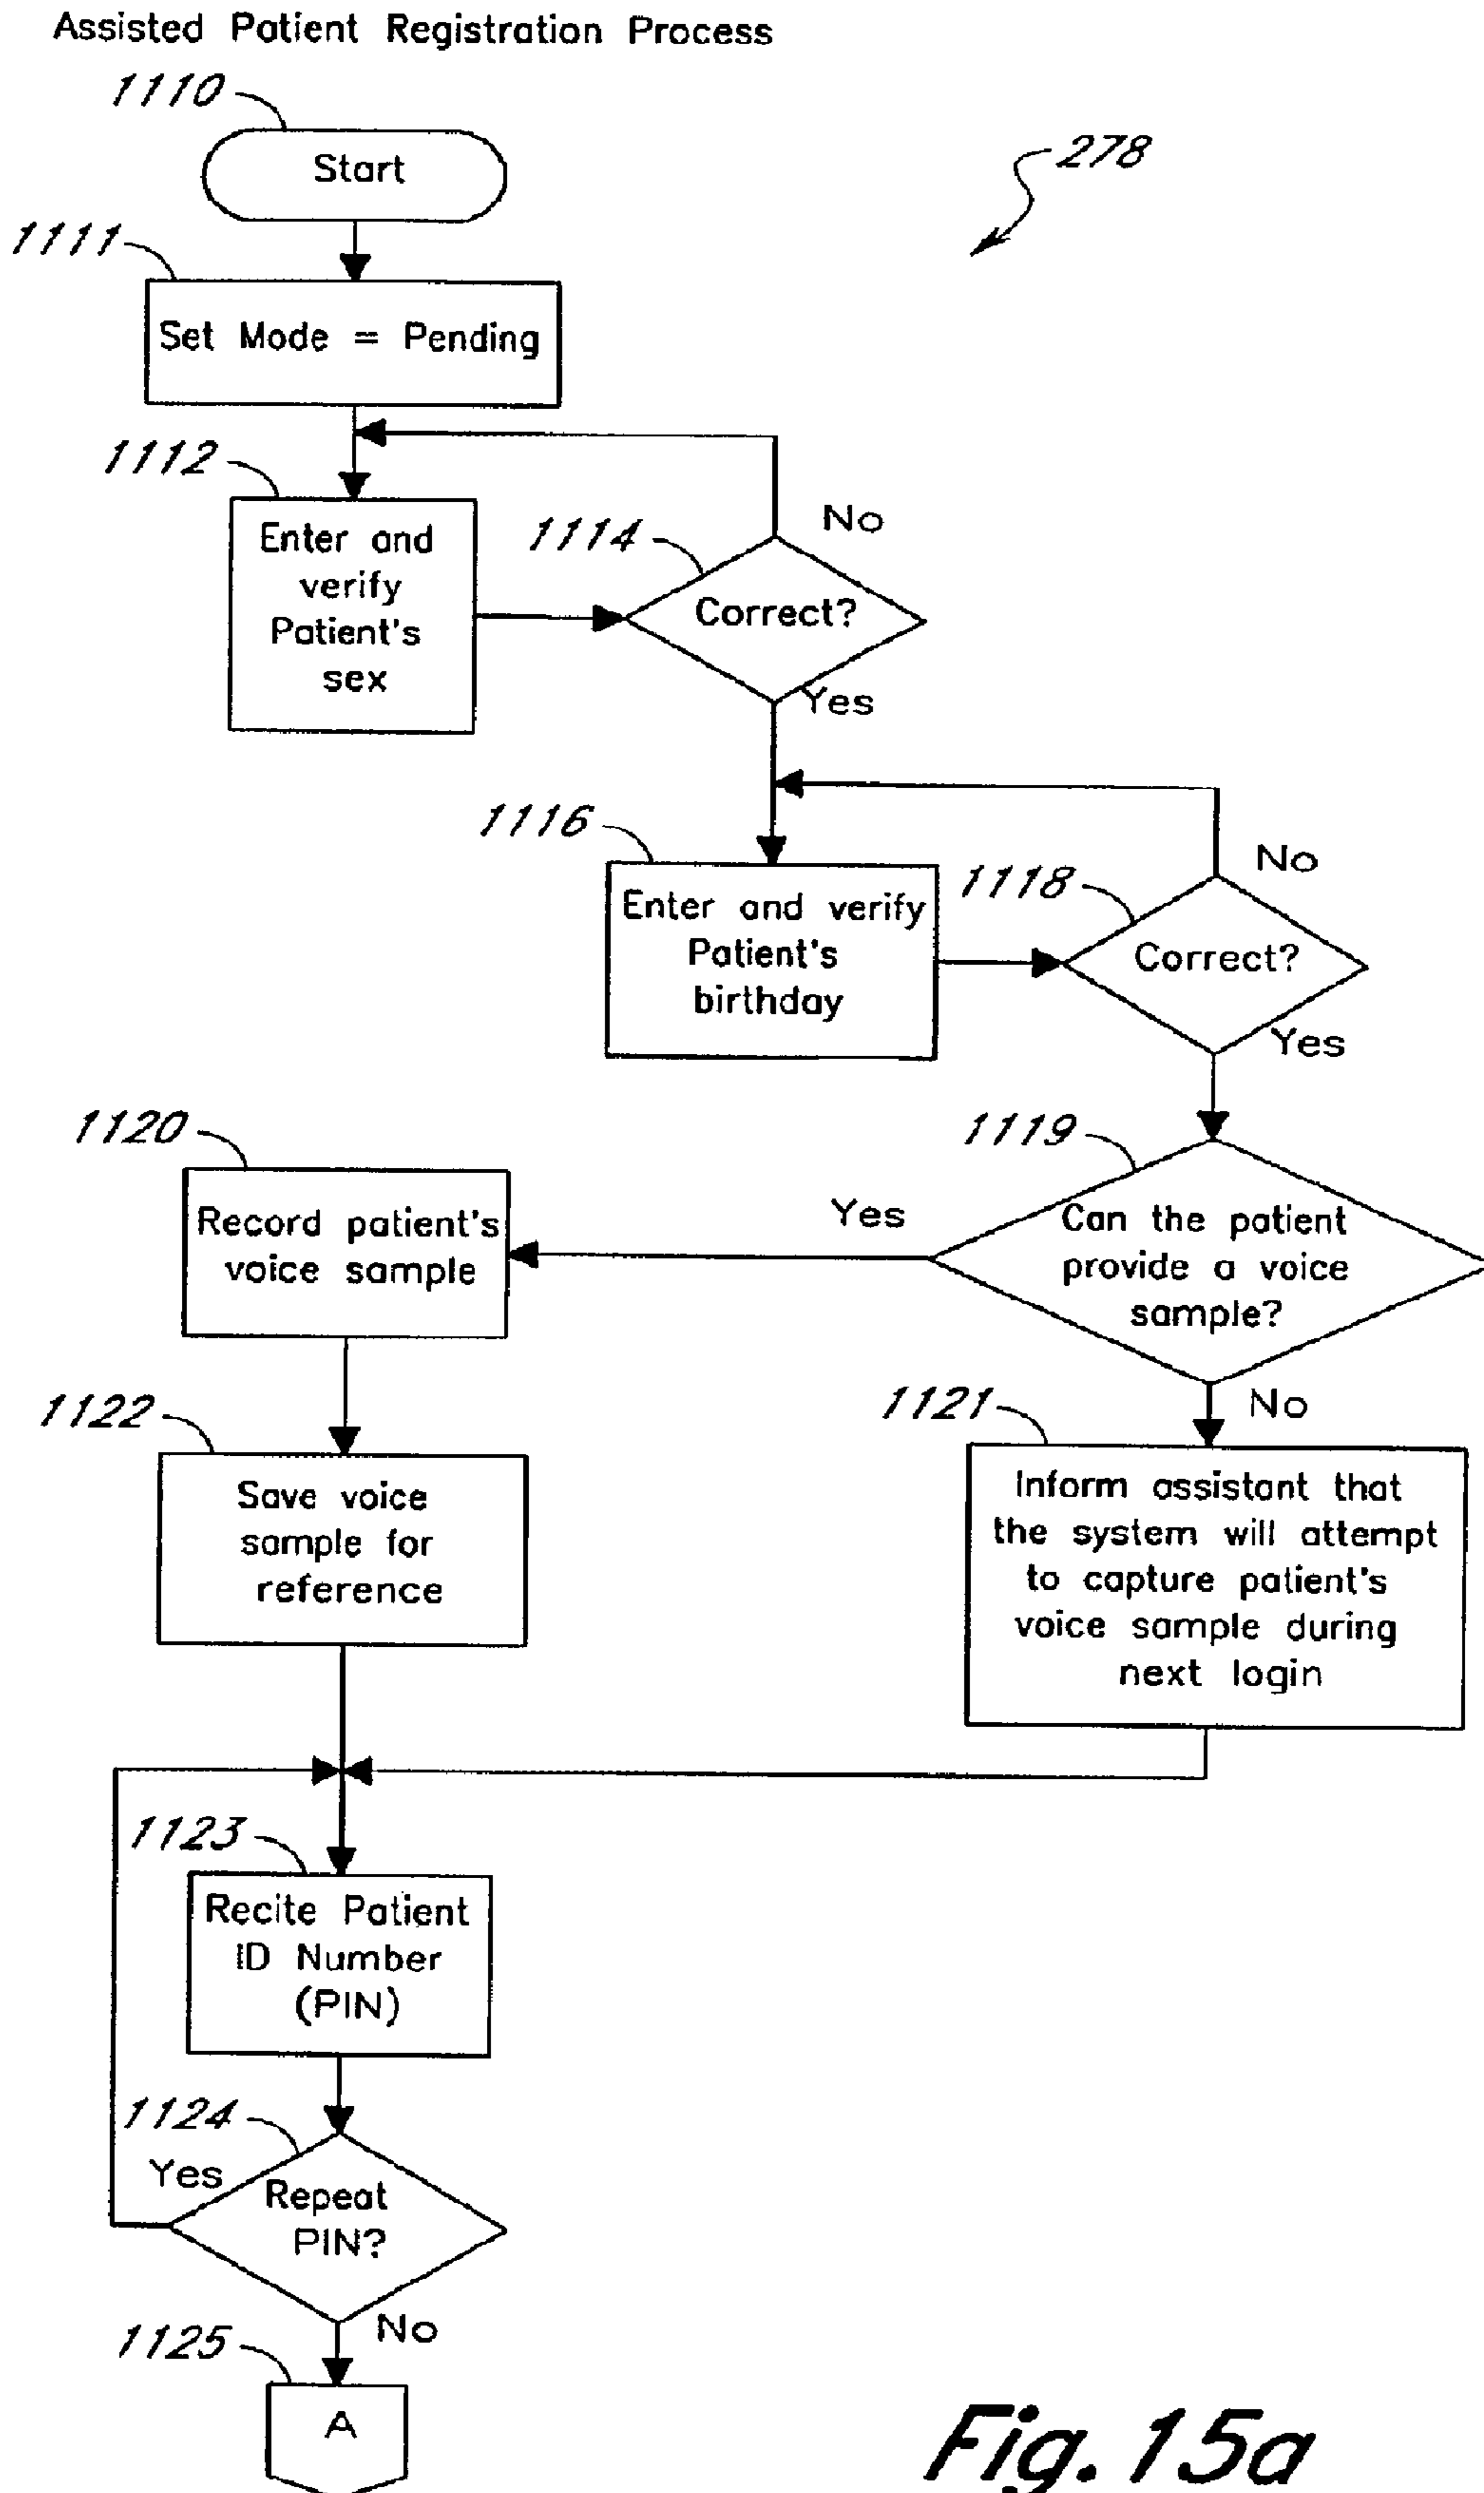 Assisted Patient Registration Process
1110
Start
278
1111
Set Mode = Pending
1112
Enter and
verify
Patient's
sex
1114
Correct?
No
Yes
1116
Enter and verify
Patient's
birthday
1118
Correct?
No
Yes
1119
Can the patient
provide a voice
sample?
Yes
No
1120
Record patient's
voice sample
1122
Save voice
sample for
reference
1121
Inform assistant that
the system will attempt
to capture patient's
voice sample during
next login
1123
Recite Patient
ID Number
(PIN)
1124
Yes
Repeat
PIN?
No
1125
A
Fig. 15a